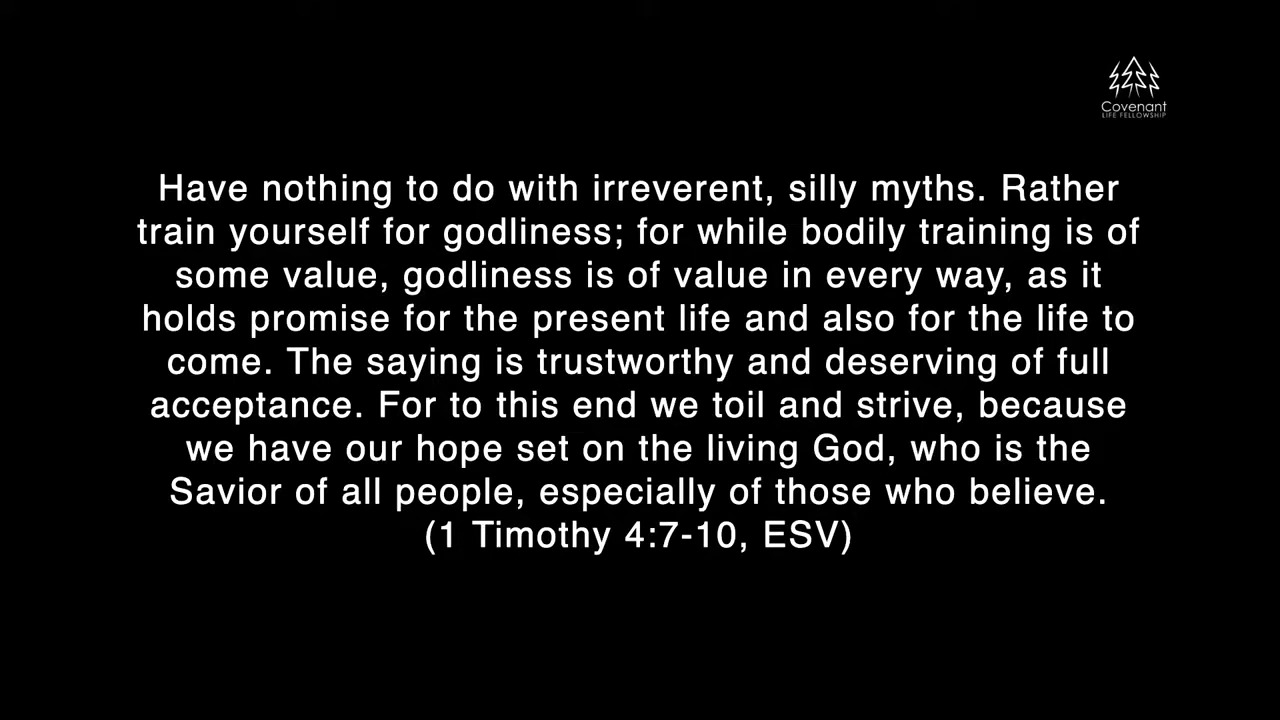 Covenant
LIFE FELLOWSHIP
Have nothing to do with irreverent, silly myths. Rather
train yourself for godliness; for while bodily training is of
some value, godliness is of value in every way, as it
holds promise for the present life and also for the life to
come. The saying is trustworthy and deserving of full
acceptance. For to this end we toil and strive, because
we have our hope set on the living God, who is the
Savior of all people, especially of those who believe.
(1 Timothy 4:7-10, ESV)